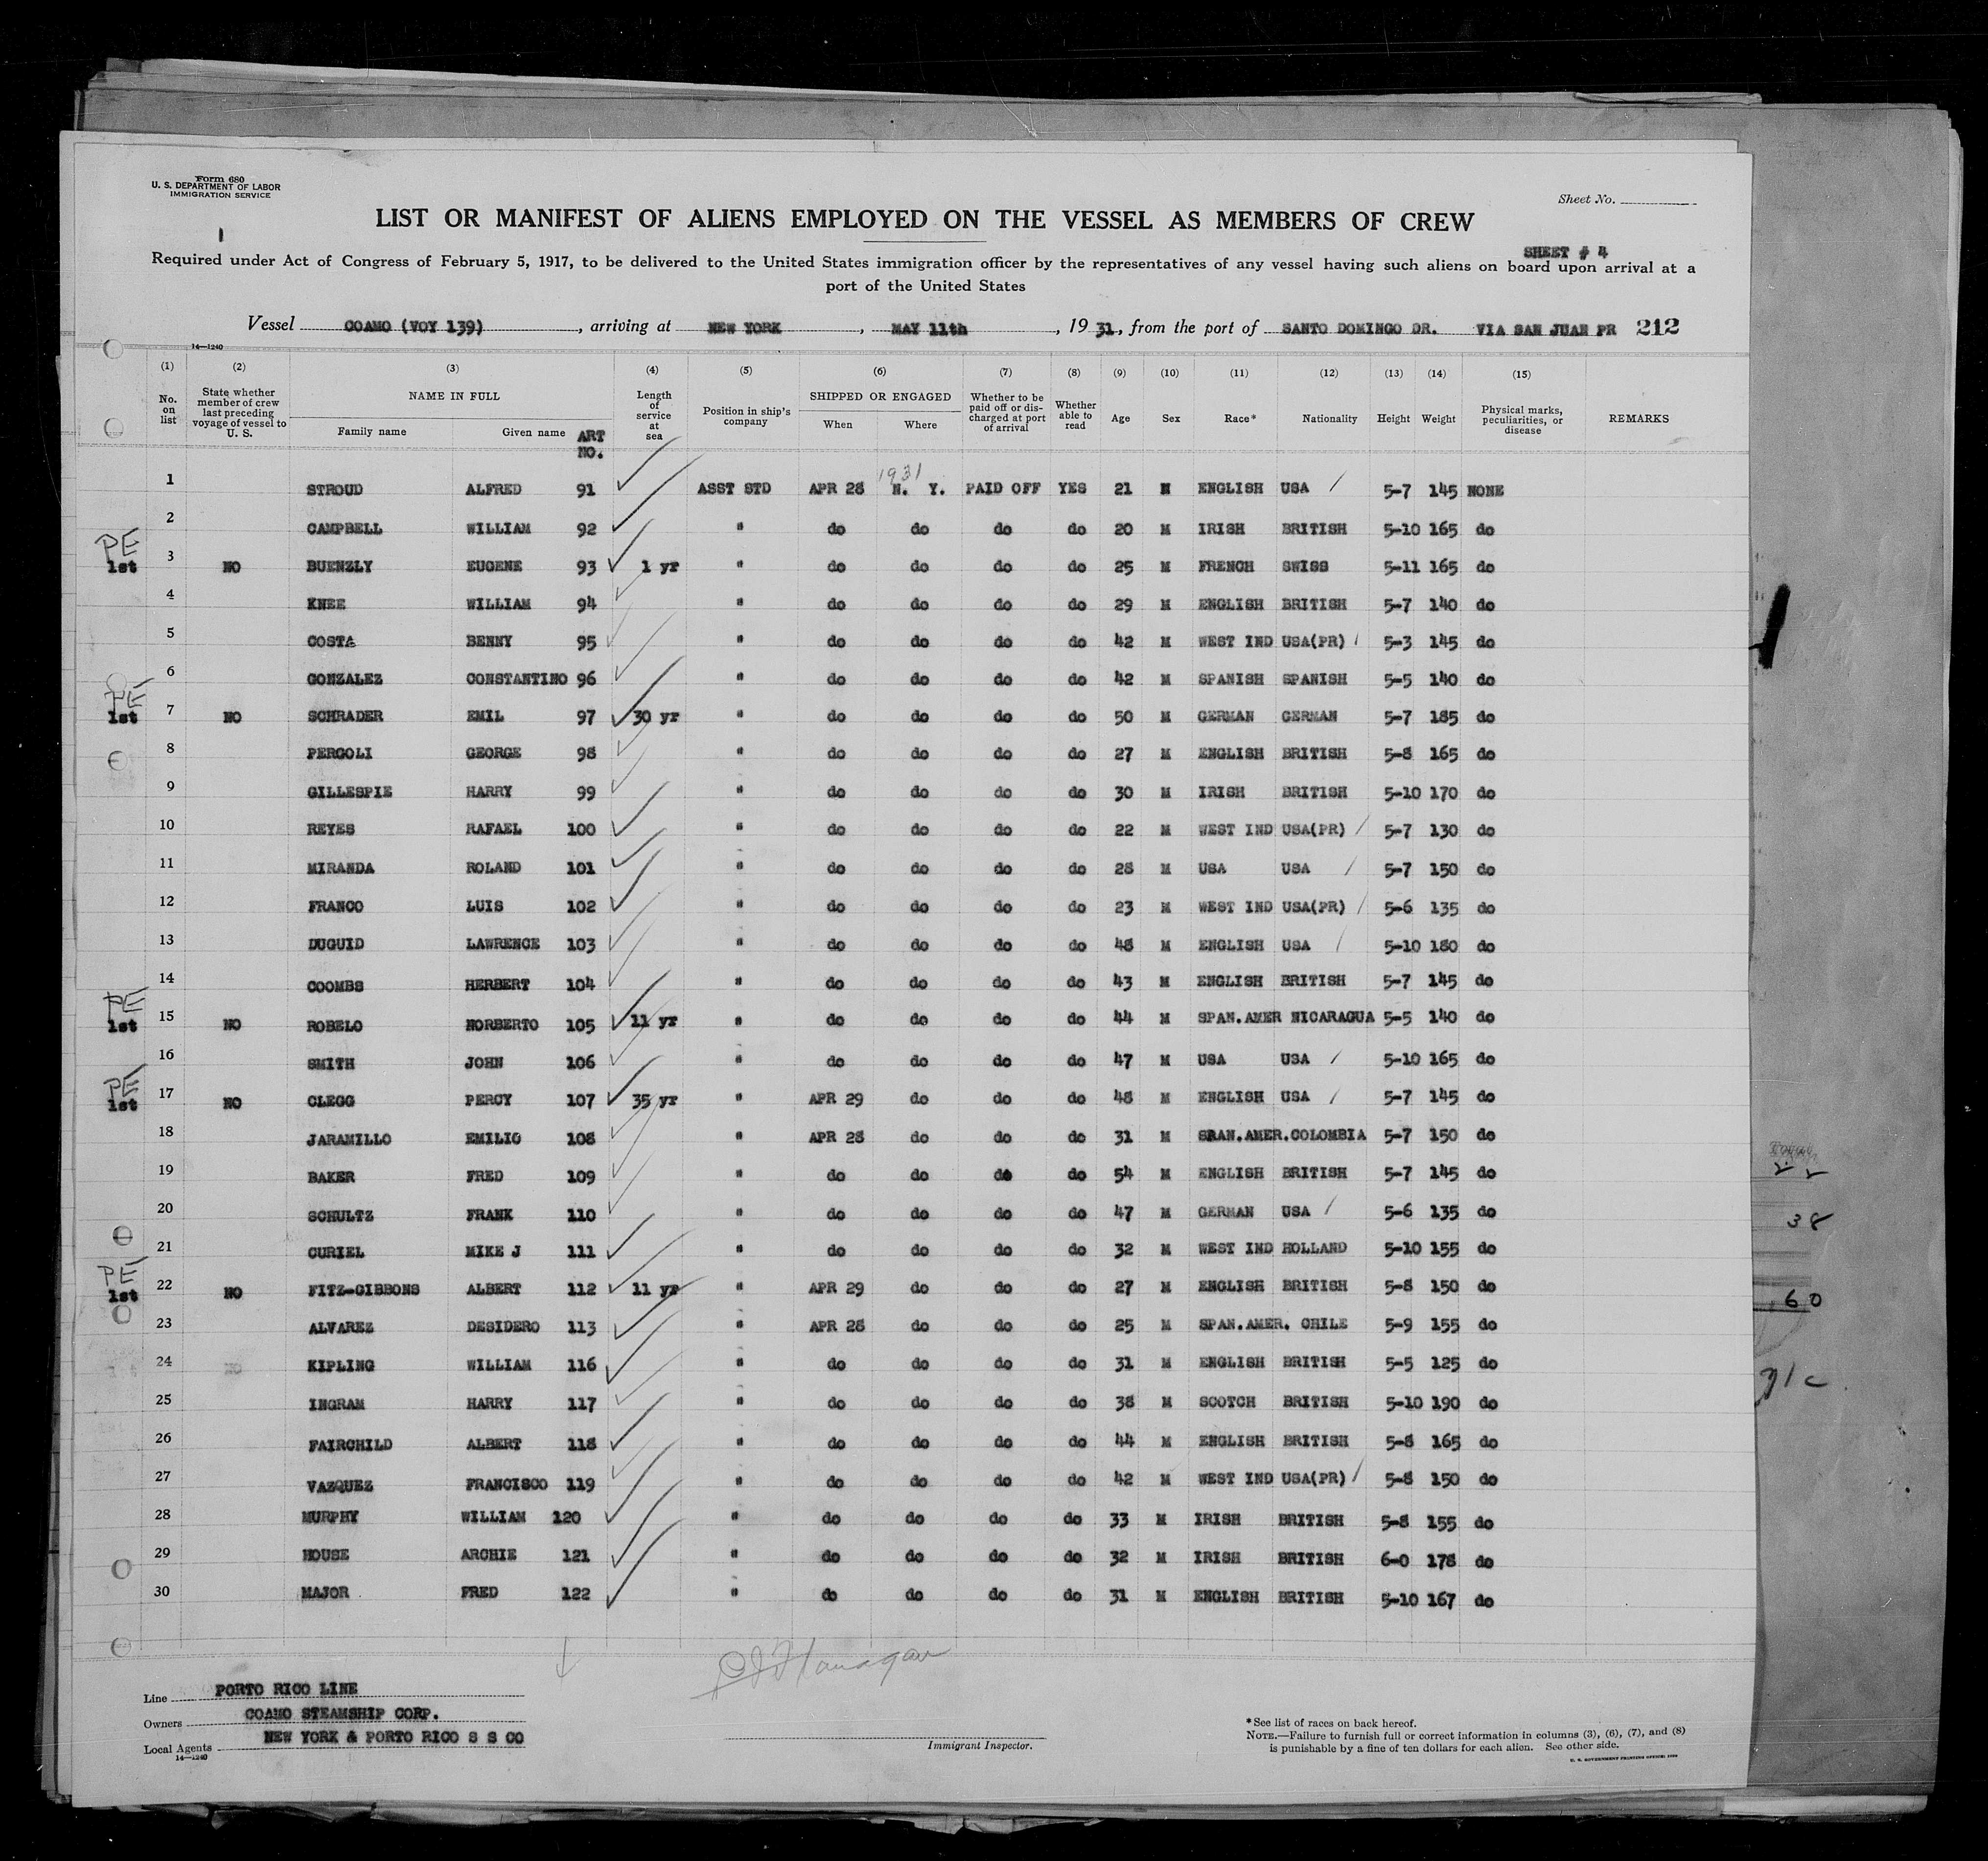 Form 680
U. S. DEPARTMENT OF LABOR
IMMIGRATION SERVICE
Sheet No.
LIST OR MANIFEST OF ALIENS EMPLOYED ON THE VESSEL AS MEMBERS OF CREW
SHEET # 4
Required under Act of Congress of February 5, 1917, to be delivered to the United States immigration officer by the representatives of any vessel having such aliens on board upon arrival at a
port of the United States
Vessel COAMO (VOY 139) , arriving at NEW YORK , MAY 11th , 19 31, from the port of SANTO DOMINGO DR. VIA SAN JUAN PR 212
14—1240
(1) (2) (3) (4) (5) (6) (7) (8) (9) (10) (11) (12) (13) (14) (15)
No. on list State whether member of crew last preceding voyage of vessel to U. S. NAME IN FULL Family name Given name ART NO. Length of service at sea Position in ship's company SHIPPED OR ENGAGED When Where Whether to be paid off or discharged at port of arrival Whether able to read Age Sex Race* Nationality Height Weight Physical marks, peculiarities, or disease REMARKS
1931
1 STROUD ALFRED 91 ASST STD APR 28 N. Y. PAID OFF YES 21 M ENGLISH USA 5-7 145 NONE
2 CAMPBELL WILLIAM 92 " do do do do 20 M IRISH BRITISH 5-10 165 do
PE 1st 3 NO BUENZLY EUGENE 93 1 yr " do do do do 25 M FRENCH SWISS 5-11 165 do
4 KNEE WILLIAM 94 " do do do do 29 M ENGLISH BRITISH 5-7 140 do
5 COSTA BENNY 95 " do do do do 42 M WEST IND USA(PR) 5-3 145 do
6 GONZALEZ CONSTANTINO 96 " do do do do 42 M SPANISH SPANISH 5-5 140 do
PE 1st 7 NO SCHRADER EMIL 97 30 yr " do do do do 50 M GERMAN GERMAN 5-7 185 do
8 PERGOLI GEORGE 98 " do do do do 27 M ENGLISH BRITISH 5-8 165 do
9 GILLESPIE HARRY 99 " do do do do 30 M IRISH BRITISH 5-10 170 do
10 REYES RAFAEL 100 " do do do do 22 M WEST IND USA(PR) 5-7 130 do
11 MIRANDA ROLAND 101 " do do do do 28 M USA USA 5-7 150 do
12 FRANCO LUIS 102 " do do do do 23 M WEST IND USA(PR) 5-6 135 do
13 DUGUID LAWRENCE 103 " do do do do 48 M ENGLISH USA 5-10 180 do
14 COOMBS HERBERT 104 " do do do do 43 M ENGLISH BRITISH 5-7 145 do
PE 1st 15 NO ROBELO NORBERTO 105 11 yr " do do do do 44 M SPAN.AMER NICARAGUA 5-5 140 do
16 SMITH JOHN 106 " do do do do 47 M USA USA 5-10 165 do
PE 1st 17 NO CLEGG PERCY 107 35 yr " APR 29 do do do 48 M ENGLISH USA 5-7 145 do
18 JARAMILLO EMILIO 108 " APR 28 do do do 31 M SPAN.AMER.COLOMBIA 5-7 150 do
19 BAKER FRED 109 " do do do do 54 M ENGLISH BRITISH 5-7 145 do
20 SCHULTZ FRANK 110 " do do do do 47 M GERMAN USA 5-6 135 do
21 CURIEL MIKE J 111 " do do do do 32 M WEST IND HOLLAND 5-10 155 do
PE 1st 22 NO FITZ-GIBBONS ALBERT 112 11 yr " APR 29 do do do 27 M ENGLISH BRITISH 5-8 150 do
23 ALVAREZ DESIDERO 113 " APR 28 do do do 25 M SPAN.AMER. CHILE 5-9 155 do
24 NO KIPLING WILLIAM 116 " do do do do 31 M ENGLISH BRITISH 5-5 125 do
25 INGRAM HARRY 117 " do do do do 38 M SCOTCH BRITISH 5-10 190 do
26 FAIRCHILD ALBERT 118 " do do do do 44 M ENGLISH BRITISH 5-8 165 do
27 VAZQUEZ FRANCISCO 119 " do do do do 42 M WEST IND USA(PR) 5-8 150 do
28 MURPHY WILLIAM 120 " do do do do 33 M IRISH BRITISH 5-8 155 do
29 HOUSE ARCHIE 121 " do do do do 32 M IRISH BRITISH 6-0 178 do
30 MAJOR FRED 122 " do do do do 31 M ENGLISH BRITISH 5-10 167 do
38
60
Line PORTO RICO LINE
Owners COAMO STEAMSHIP CORP.
Local Agents NEW YORK & PORTO RICO S S CO
14—1240
Immigrant Inspector.
*See list of races on back hereof.
NOTE.—Failure to furnish full or correct information in columns (3), (6), (7), and (8)
is punishable by a fine of ten dollars for each alien. See other side.